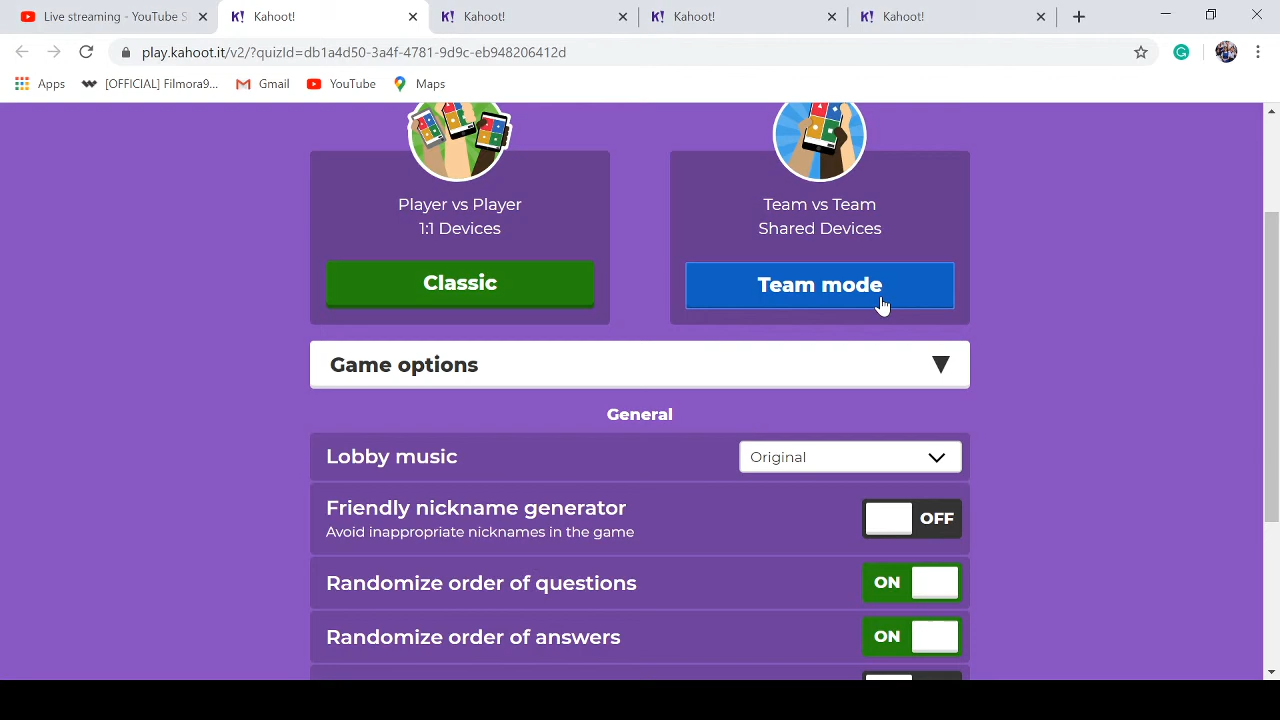 Live streaming - YouTube S
Kahoot!
Kahoot!
Kahoot!
Kahoot!
play.kahoot.it/v2/?quizId=db1a4d50-3a4f-4781-9d9c-eb948206412d
Apps
[OFFICIAL] Filmora9...
Gmail
YouTube
Maps
Player vs Player
1:1 Devices
Classic
Team vs Team
Shared Devices
Team mode
Game options
General
Lobby music
Original
Friendly nickname generator
Avoid inappropriate nicknames in the game
OFF
Randomize order of questions
ON
Randomize order of answers
ON